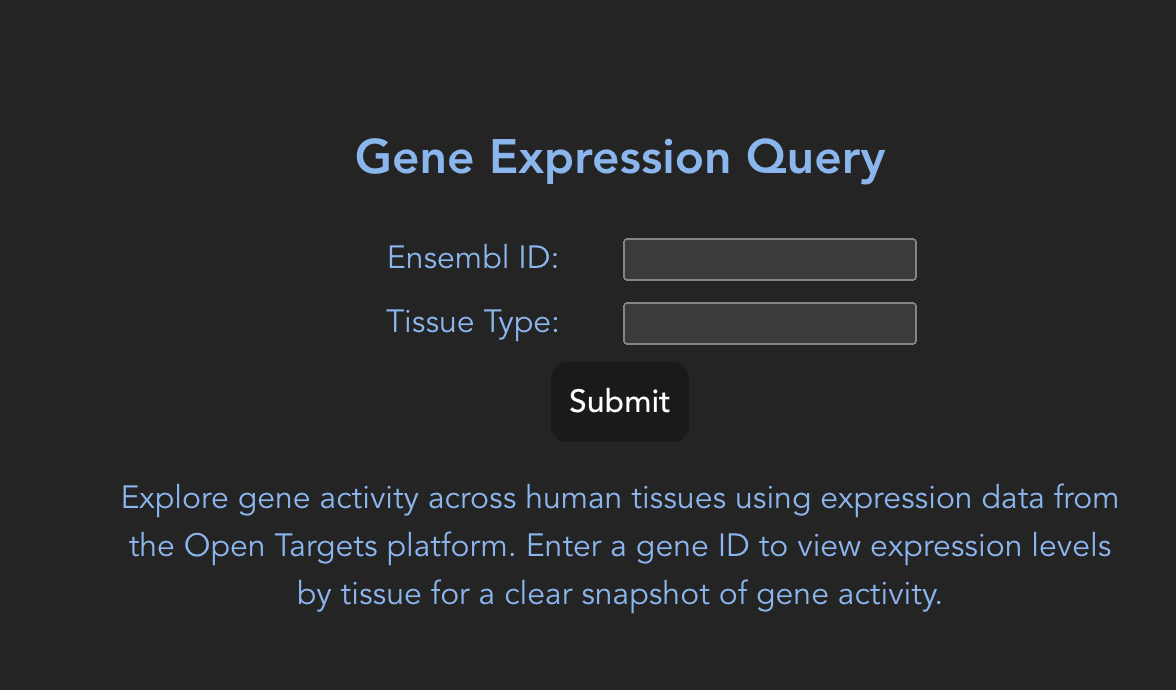 Gene Expression Query
Ensembl ID:
Tissue Type:
Submit
Explore gene activity across human tissues using expression data from
the Open Targets platform. Enter a gene ID to view expression levels
by tissue for a clear snapshot of gene activity.